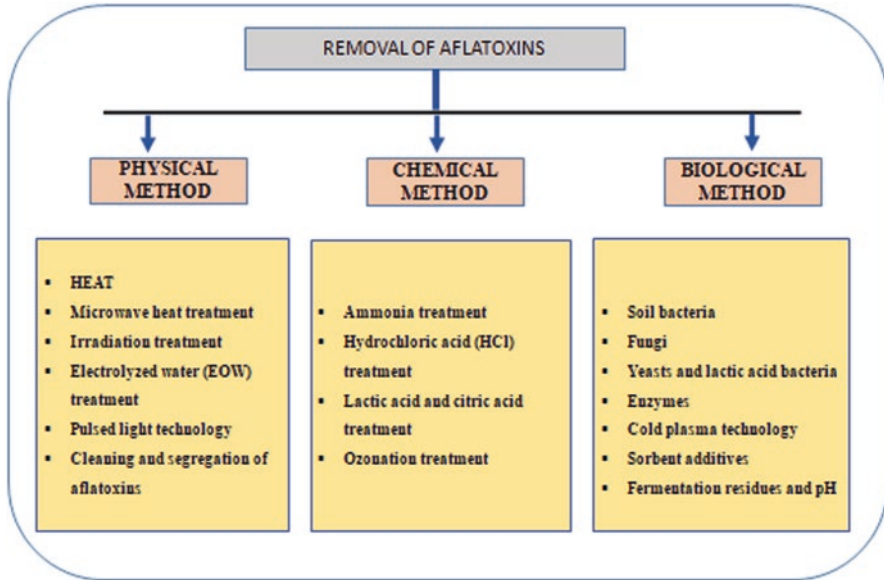 REMOVAL OF AFLATOXINS
PHYSICAL
METHOD
CHEMICAL
METHOD
BIOLOGICAL
METHOD
▪ HEAT
▪ Microwave heat treatment
▪ Irradiation treatment
▪ Electrolyzed water (EOW)
treatment
▪ Pulsed light technology
▪ Cleaning and segregation of
aflatoxins
▪ Ammonia treatment
▪ Hydrochloric acid (HCl)
treatment
▪ Lactic acid and citric acid
treatment
▪ Ozonation treatment
▪ Soil bacteria
▪ Fungi
▪ Yeasts and lactic acid bacteria
▪ Enzymes
▪ Cold plasma technology
▪ Sorbent additives
▪ Fermentation residues and pH